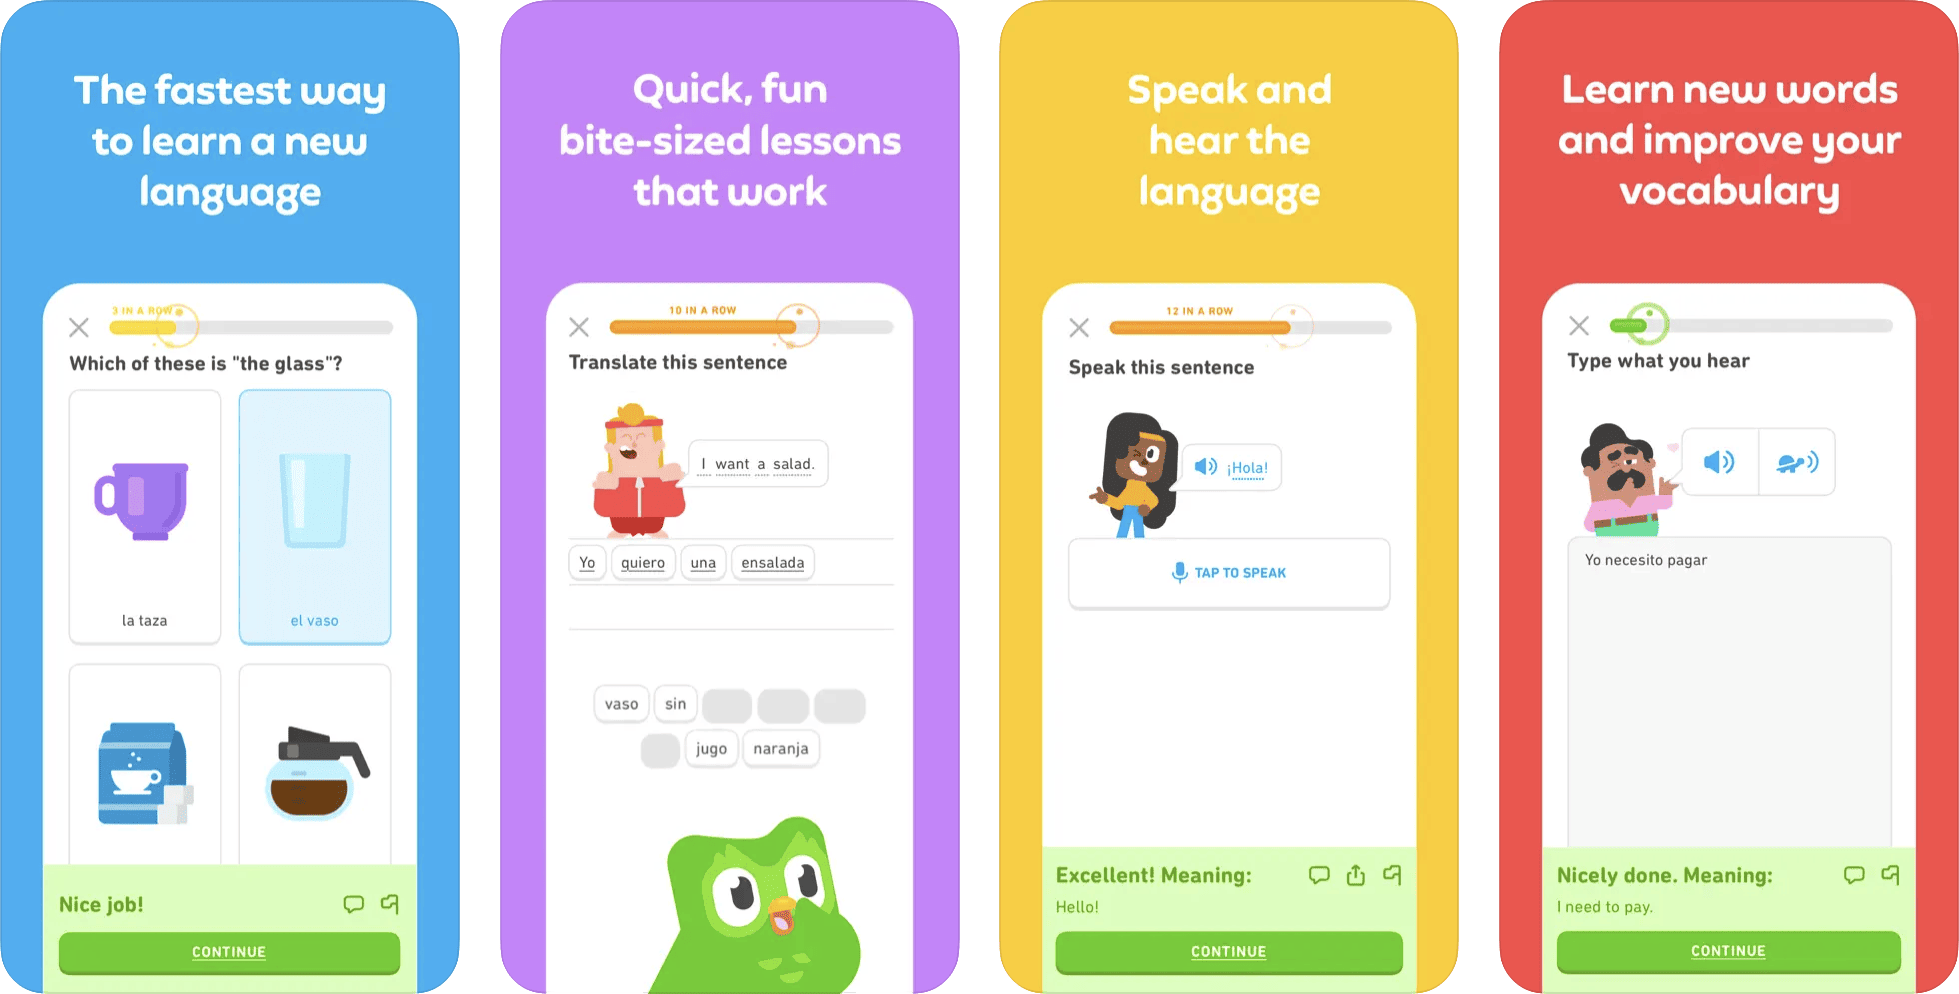 The fastest way
to learn a new
language
3 IN A ROW
Which of these is "the glass"?
la taza
el vaso
Nice job!
CONTINUE
Quick, fun
bite-sized lessons
that work
10 IN A ROW
Translate this sentence
I want a salad.
Yo quiero una ensalada
vaso sin
jugo naranja
Speak and
hear the
language
12 IN A ROW
Speak this sentence
¡Hola!
TAP TO SPEAK
Excellent! Meaning:
Hello!
CONTINUE
Learn new words
and improve your
vocabulary
Type what you hear
Yo necesito pagar
Nicely done. Meaning:
I need to pay.
CONTINUE